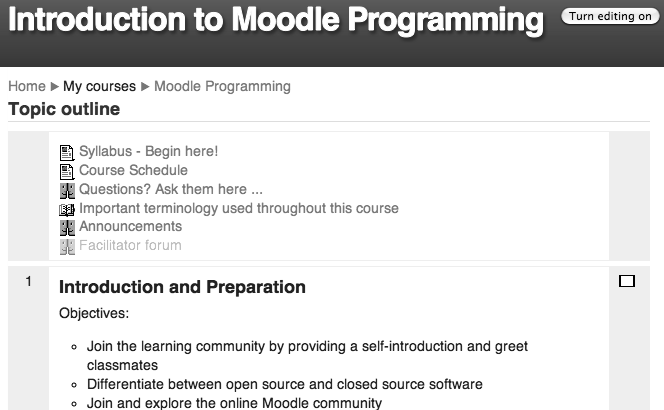 Introduction to Moodle Programming
Turn editing on
Home ▶ My courses ▶ Moodle Programming
Topic outline
Syllabus - Begin here!
Course Schedule
Questions? Ask them here ...
Important terminology used throughout this course
Announcements
Facilitator forum
1
Introduction and Preparation
Objectives:
Join the learning community by providing a self-introduction and greet
classmates
Differentiate between open source and closed source software
Join and explore the online Moodle community